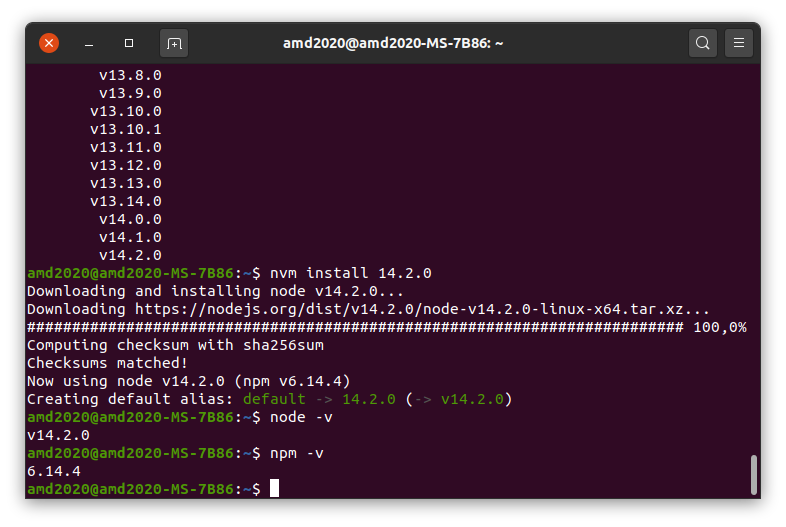 amd2020@amd2020-MS-7B86: ~
v13.8.0
v13.9.0
v13.10.0
v13.10.1
v13.11.0
v13.12.0
v13.13.0
v13.14.0
v14.0.0
v14.1.0
v14.2.0
amd2020@amd2020-MS-7B86:~$ nvm install 14.2.0
Downloading and installing node v14.2.0...
Downloading https://nodejs.org/dist/v14.2.0/node-v14.2.0-linux-x64.tar.xz...
######################################################################### 100,0%
Computing checksum with sha256sum
Checksums matched!
Now using node v14.2.0 (npm v6.14.4)
Creating default alias: default -> 14.2.0 (-> v14.2.0)
amd2020@amd2020-MS-7B86:~$ node -v
v14.2.0
amd2020@amd2020-MS-7B86:~$ npm -v
6.14.4
amd2020@amd2020-MS-7B86:~$